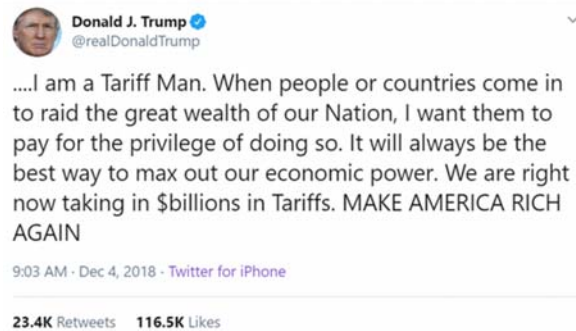 Donald J. Trump
@realDonaldTrump
....I am a Tariff Man. When people or countries come in
to raid the great wealth of our Nation, I want them to
pay for the privilege of doing so. It will always be the
best way to max out our economic power. We are right
now taking in $billions in Tariffs. MAKE AMERICA RICH
AGAIN
9:03 AM · Dec 4, 2018 · Twitter for iPhone
23.4K Retweets 116.5K Likes